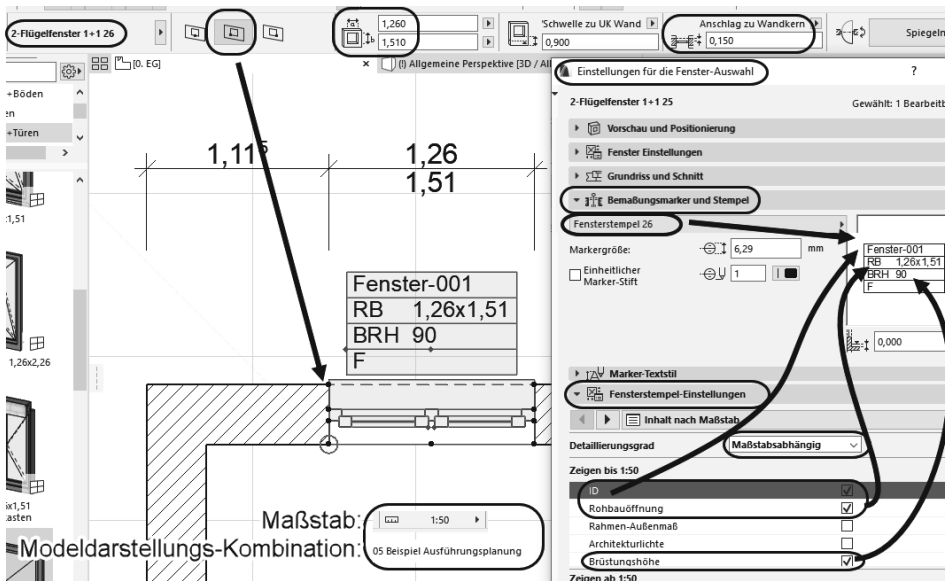 2-Flügelfenster 1+1 26
1,260
1,510
'Schwelle zu UK Wand
0,900
Anschlag zu Wandkern
0,150
Spiegeln
[0. EG]
(!) Allgemeine Perspektive [3D / All
Einstellungen für die Fenster-Auswahl
?
2-Flügelfenster 1+1 25
Gewählt: 1 Bearbeitb
+Böden
en
+Türen
Vorschau und Positionierung
Fenster Einstellungen
Grundriss und Schnitt
Bemaßungsmarker und Stempel
Fensterstempel 26
Markergröße:
6,29
mm
Einheitlicher
Marker-Stift
1
Fenster-001
RB 1,26x1,51
BRH 90
F
0,000
Marker-Textstil
Fensterstempel-Einstellungen
Inhalt nach Maßstab
Detaillierungsgrad
Maßstabsabhängig
Zeigen bis 1:50
ID
Rohbauöffnung
Rahmen-Außenmaß
Architekturlichte
Brüstungshöhe
Zeigen ab 1:50
1,11⁵
1,26
1,51
Fenster-001
RB 1,26x1,51
BRH 90
F
1,51
1,26x2,26
x1,51
asten
Maßstab:
1:50
Modeldarstellungs-Kombination:
05 Beispiel Ausführungsplanung